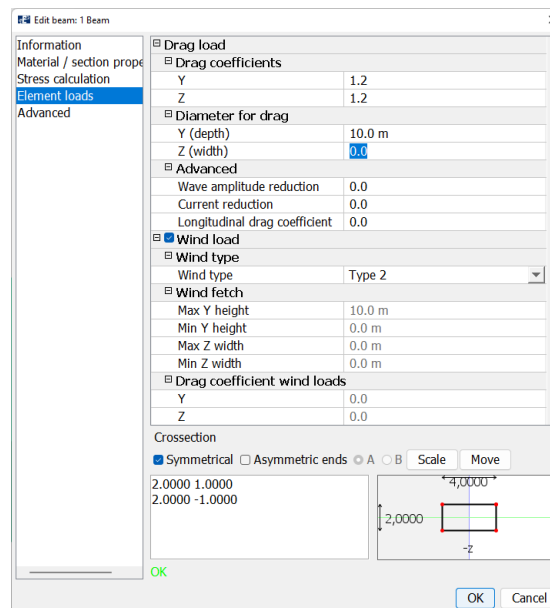 Edit beam: 1 Beam
Information
Material / section prope
Stress calculation
Element loads
Advanced
Drag load
Drag coefficients
Y 1.2
Z 1.2
Diameter for drag
Y (depth) 10.0 m
Z (width) 0.0
Advanced
Wave amplitude reduction 0.0
Current reduction 0.0
Longitudinal drag coefficient 0.0
Wind load
Wind type
Wind type Type 2
Wind fetch
Max Y height 10.0 m
Min Y height 0.0 m
Max Z width 0.0 m
Min Z width 0.0 m
Drag coefficient wind loads
Y 0.0
Z 0.0
Crossection
Symmetrical Asymmetric ends A B Scale Move
2.0000 1.0000
2.0000 -1.0000
4,0000
2,0000
-z
OK
OK Cancel